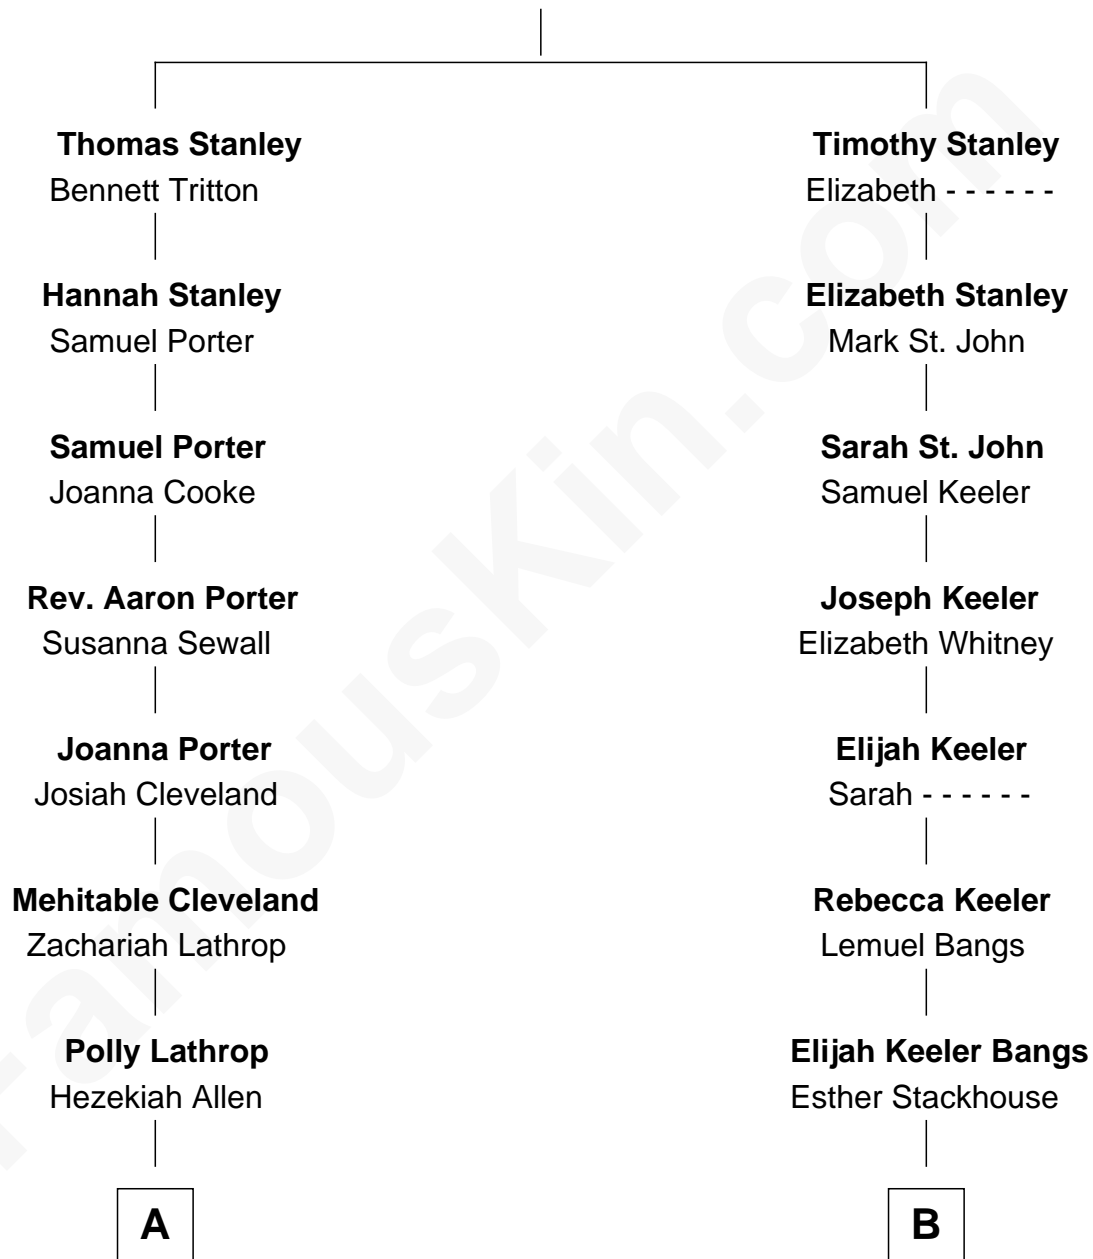 Thomas Stanley
Bennett Tritton
Hannah Stanley
Samuel Porter
Samuel Porter
Joanna Cooke
Rev. Aaron Porter
Susanna Sewall
Joanna Porter
Josiah Cleveland
Mehitable Cleveland
Zachariah Lathrop
Polly Lathrop
Hezekiah Allen
A
Timothy Stanley
Elizabeth - - - - - -
Elizabeth Stanley
Mark St. John
Sarah St. John
Samuel Keeler
Joseph Keeler
Elizabeth Whitney
Elijah Keeler
Sarah - - - - - -
Rebecca Keeler
Lemuel Bangs
Elijah Keeler Bangs
Esther Stackhouse
B
FamousKin.com